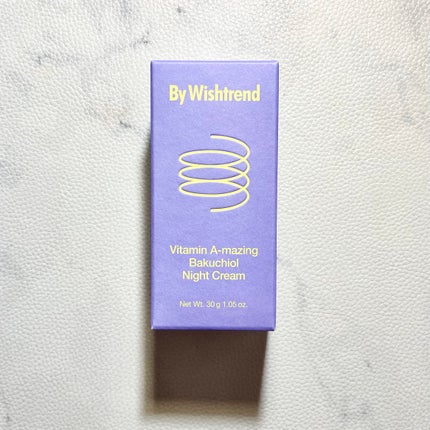 By Wishtrend
Vitamin A-mazing
Bakuchiol
Night Cream
Net Wt. 30 g 1.05 oz.